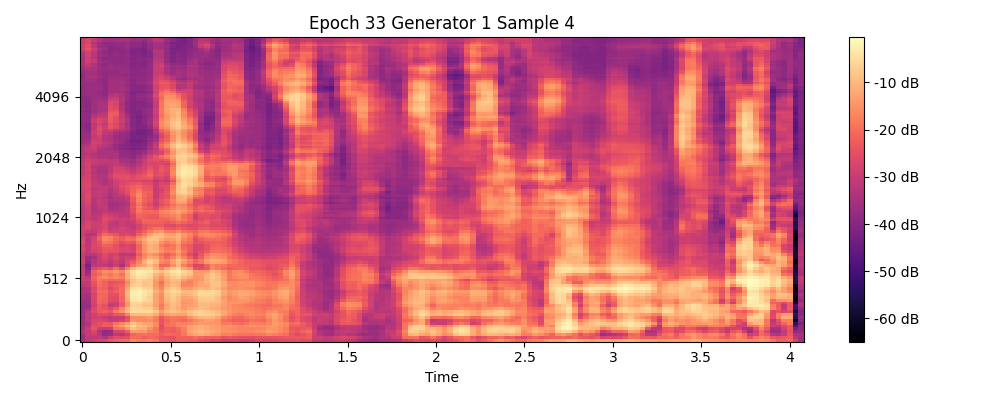 Epoch 33 Generator 1 Sample 4
Hz
4096
2048
1024
512
0
0 0.5 1 1.5 2 2.5 3 3.5 4
Time
-10 dB
-20 dB
-30 dB
-40 dB
-50 dB
-60 dB